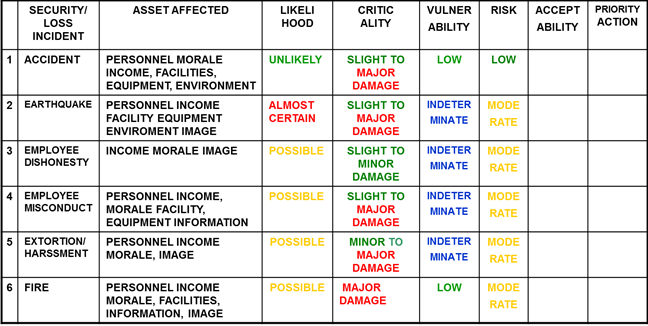 SECURITY/ LOSS INCIDENT | ASSET AFFECTED | LIKELI HOOD | CRITIC ALITY | VULNER ABILITY | RISK | ACCEPT ABILITY | PRIORITY ACTION
1 | ACCIDENT | PERSONNEL MORALE | UNLIKELY | SLIGHT TO | LOW | LOW
INCOME, FACILITIES, | MAJOR
EQUIPMENT, ENVIRONMENT | DAMAGE
2 | EARTHQUAKE | PERSONNEL INCOME | ALMOST | SLIGHT TO | INDETER | MODE
FACILITY EQUIPMENT | CERTAIN | MAJOR | MINATE | RATE
ENVIROMENT IMAGE | DAMAGE
3 | EMPLOYEE | INCOME MORALE IMAGE | POSSIBLE | SLIGHT TO | INDETER | MODE
DISHONESTY | MINOR | MINATE | RATE
DAMAGE
4 | EMPLOYEE | PERSONNEL INCOME, | POSSIBLE | SLIGHT TO | INDETER | MODE
MISCONDUCT | MORALE FACILITY, | MAJOR | MINATE | RATE
EQUIPMENT INFORMATION | DAMAGE
5 | EXTORTION/ | PERSONNEL INCOME | POSSIBLE | MINOR TO | INDETER | MODE
HARSSMENT | MORALE, IMAGE | MAJOR | MINATE | RATE
DAMAGE
6 | FIRE | PERSONNEL INCOME | POSSIBLE | MAJOR | LOW | MODE
MORALE, FACILITIES, | DAMAGE | RATE
INFORMATION, IMAGE